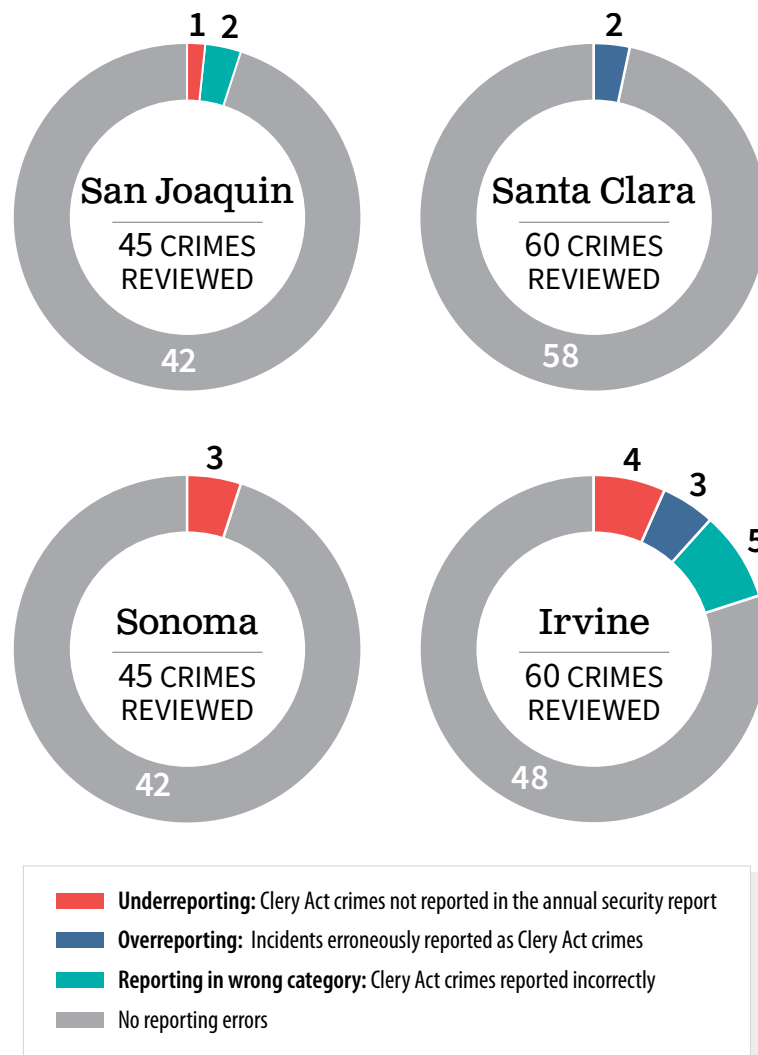 1 2
San Joaquin
45 CRIMES
REVIEWED
42
2
Santa Clara
60 CRIMES
REVIEWED
58
3
Sonoma
45 CRIMES
REVIEWED
42
4
3
5
Irvine
60 CRIMES
REVIEWED
48
Underreporting: Clery Act crimes not reported in the annual security report
Overreporting: Incidents erroneously reported as Clery Act crimes
Reporting in wrong category: Clery Act crimes reported incorrectly
No reporting errors